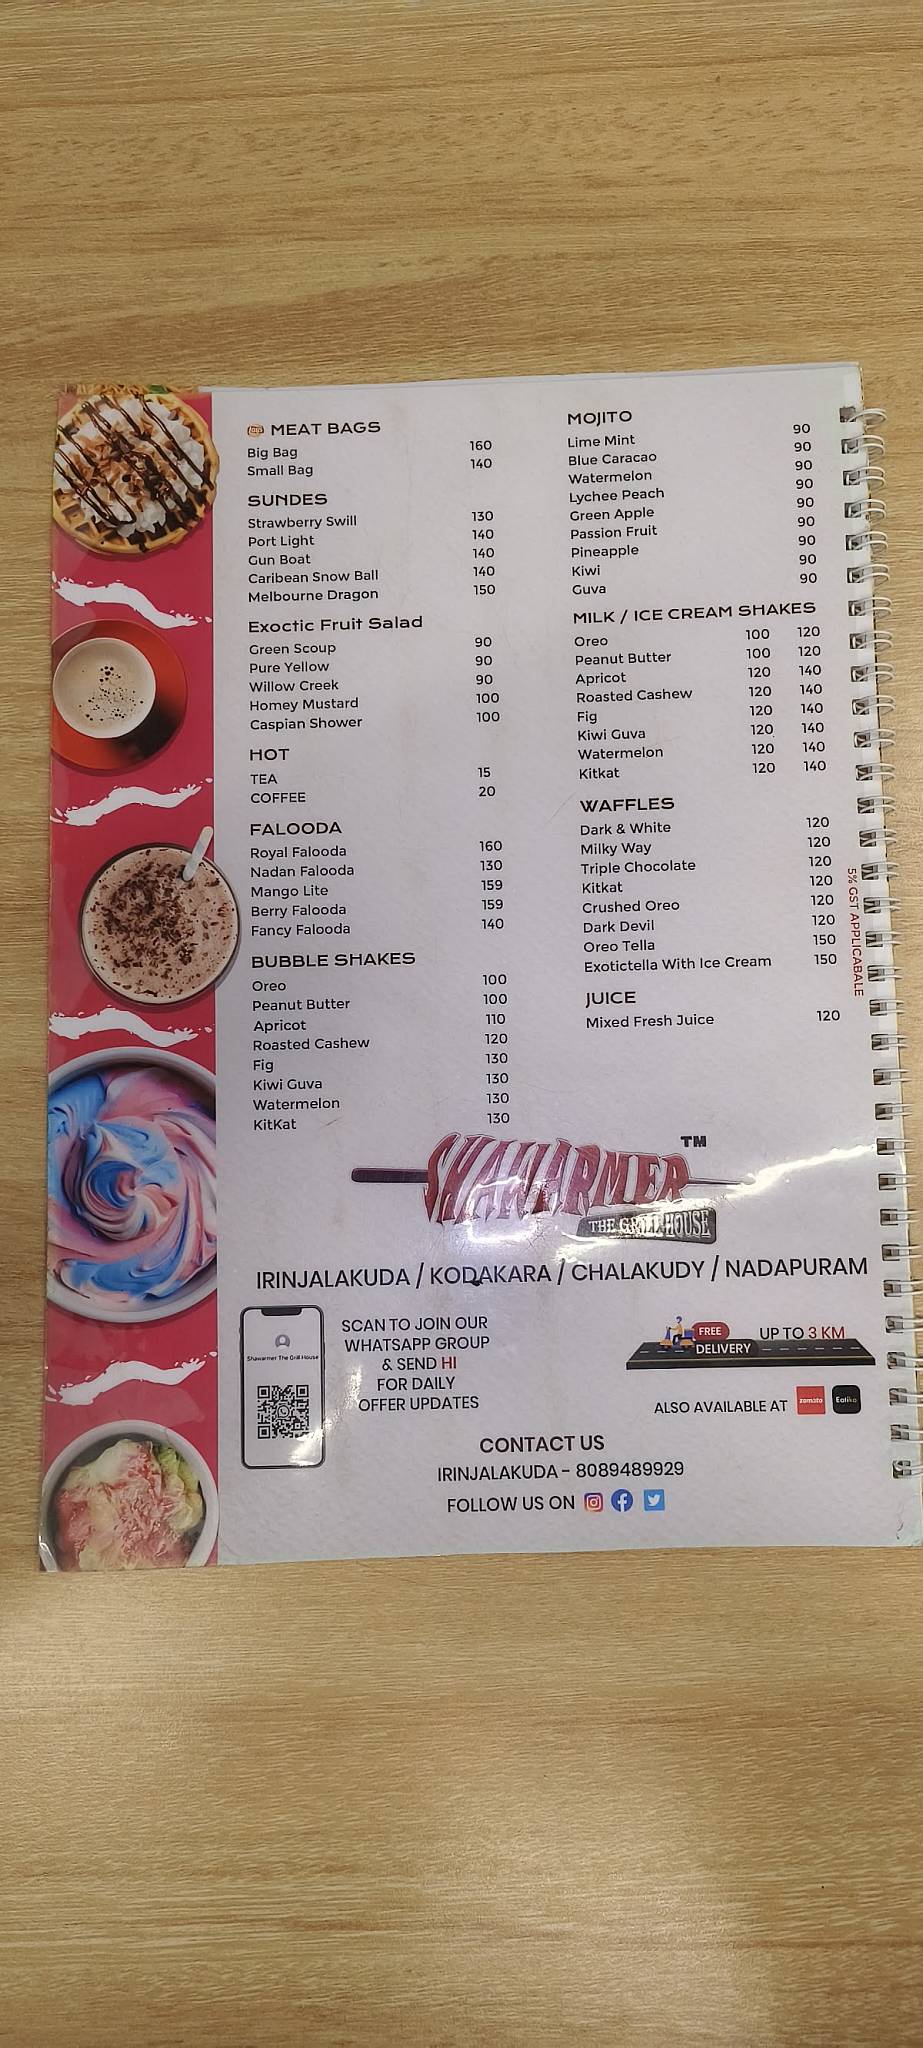 Lay's MEAT BAGS
Big Bag 160
Small Bag 140
SUNDES
Strawberry Swill 130
Port Light 140
Gun Boat 140
Caribean Snow Ball 140
Melbourne Dragon 150
Exoctic Fruit Salad
Green Scoup 90
Pure Yellow 90
Willow Creek 90
Homey Mustard 100
Caspian Shower 100
HOT
TEA 15
COFFEE 20
FALOODA
Royal Falooda 160
Nadan Falooda 130
Mango Lite 159
Berry Falooda 159
Fancy Falooda 140
BUBBLE SHAKES
Oreo 100
Peanut Butter 100
Apricot 110
Roasted Cashew 120
Fig 130
Kiwi Guva 130
Watermelon 130
KitKat 130
MOJITO
Lime Mint 90
Blue Caracao 90
Watermelon 90
Lychee Peach 90
Green Apple 90
Passion Fruit 90
Pineapple 90
Kiwi 90
Guva 90
MILK / ICE CREAM SHAKES
Oreo 100 120
Peanut Butter 100 120
Apricot 120 140
Roasted Cashew 120 140
Fig 120 140
Kiwi Guva 120 140
Watermelon 120 140
Kitkat 120 140
WAFFLES
Dark & White 120
Milky Way 120
Triple Chocolate 120
Kitkat 120
Crushed Oreo 120
Dark Devil 120
Oreo Tella 150
Exotictella With Ice Cream 150
JUICE
Mixed Fresh Juice 120
5% GST APPLICABALE
SHAWARMER TM
THE GRILL HOUSE
IRINJALAKUDA / KODAKARA / CHALAKUDY / NADAPURAM
Shawarmer The Grill House
SCAN TO JOIN OUR
WHATSAPP GROUP
& SEND HI
FOR DAILY
OFFER UPDATES
FREE
DELIVERY
UP TO 3 KM
ALSO AVAILABLE AT zomato Eatiko
CONTACT US
IRINJALAKUDA - 8089489929
FOLLOW US ON